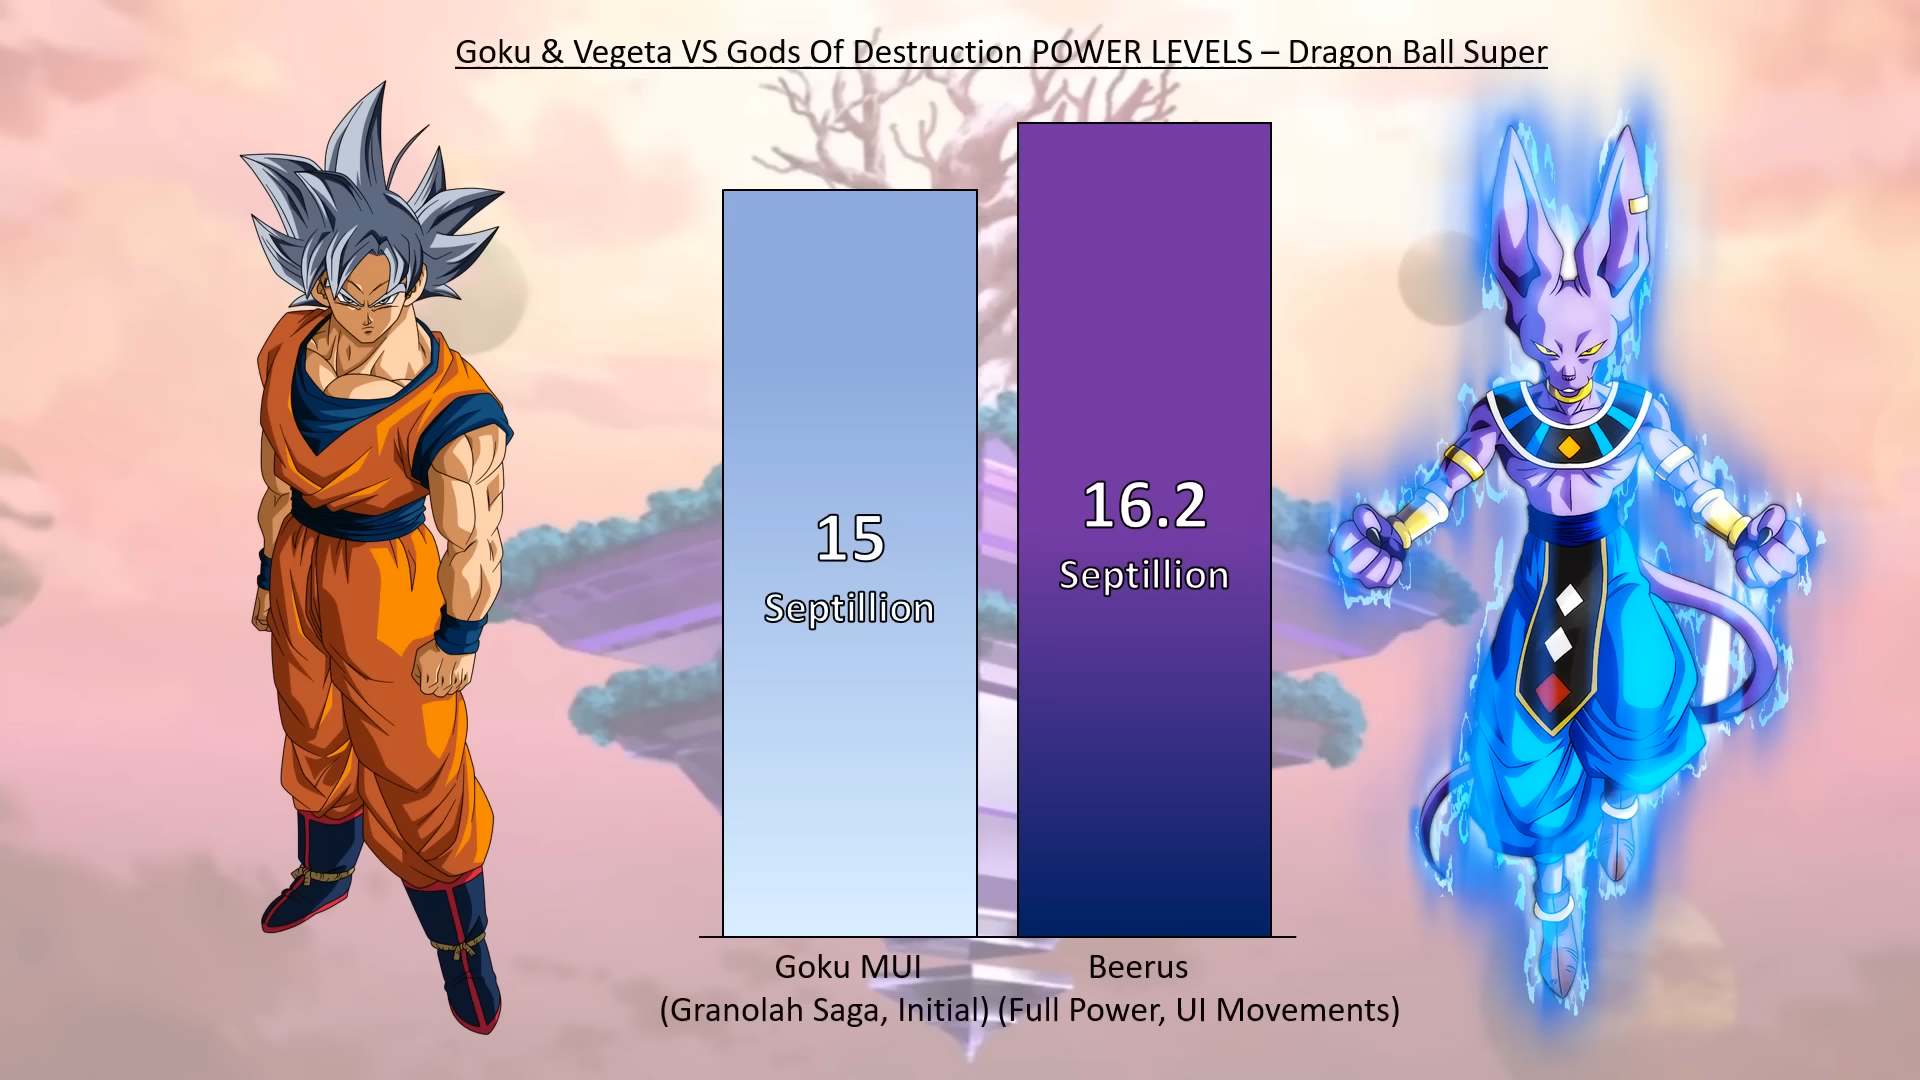 Goku & Vegeta VS Gods Of Destruction POWER LEVELS – Dragon Ball Super
15
Septillion
16.2
Septillion
Goku MUI
(Granolah Saga, Initial)
Beerus
(Full Power, UI Movements)